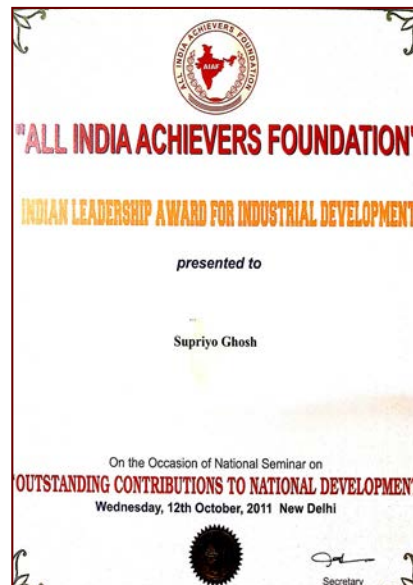 ALL INDIA ACHIEVERS FOUNDATION
AIAF
"ALL INDIA ACHIEVERS FOUNDATION"
INDIAN LEADERSHIP AWARD FOR INDUSTRIAL DEVELOPMENT
presented to
Supriyo Ghosh
On the Occasion of National Seminar on
"OUTSTANDING CONTRIBUTIONS TO NATIONAL DEVELOPMENT
Wednesday, 12th October, 2011 New Delhi
Secretary